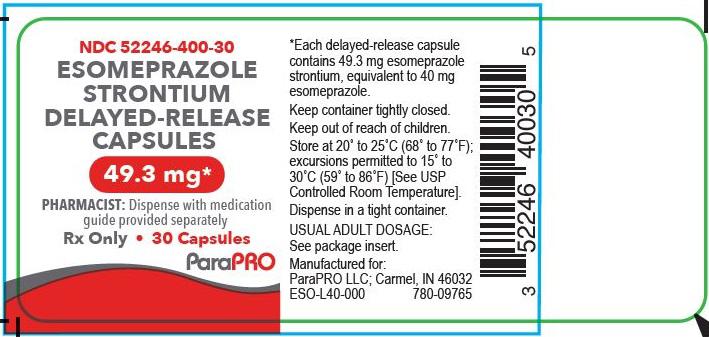 NDC 52246-400-30
ESOMEPRAZOLE
STRONTIUM
DELAYED-RELEASE
CAPSULES
49.3 mg*
PHARMACIST: Dispense with medication
guide provided separately
Rx Only • 30 Capsules
ParaPRO
*Each delayed-release capsule
contains 49.3 mg esomeprazole
strontium, equivalent to 40 mg
esomeprazole.
Keep container tightly closed.
Keep out of reach of children.
Store at 20˚ to 25˚C (68˚ to 77˚F);
excursions permitted to 15˚ to
30˚C (59˚ to 86˚F) [See USP
Controlled Room Temperature].
Dispense in a tight container.
USUAL ADULT DOSAGE:
See package insert.
Manufactured for:
ParaPRO LLC; Carmel, IN 46032
ESO-L40-000 780-09765
3 52246 40030 5